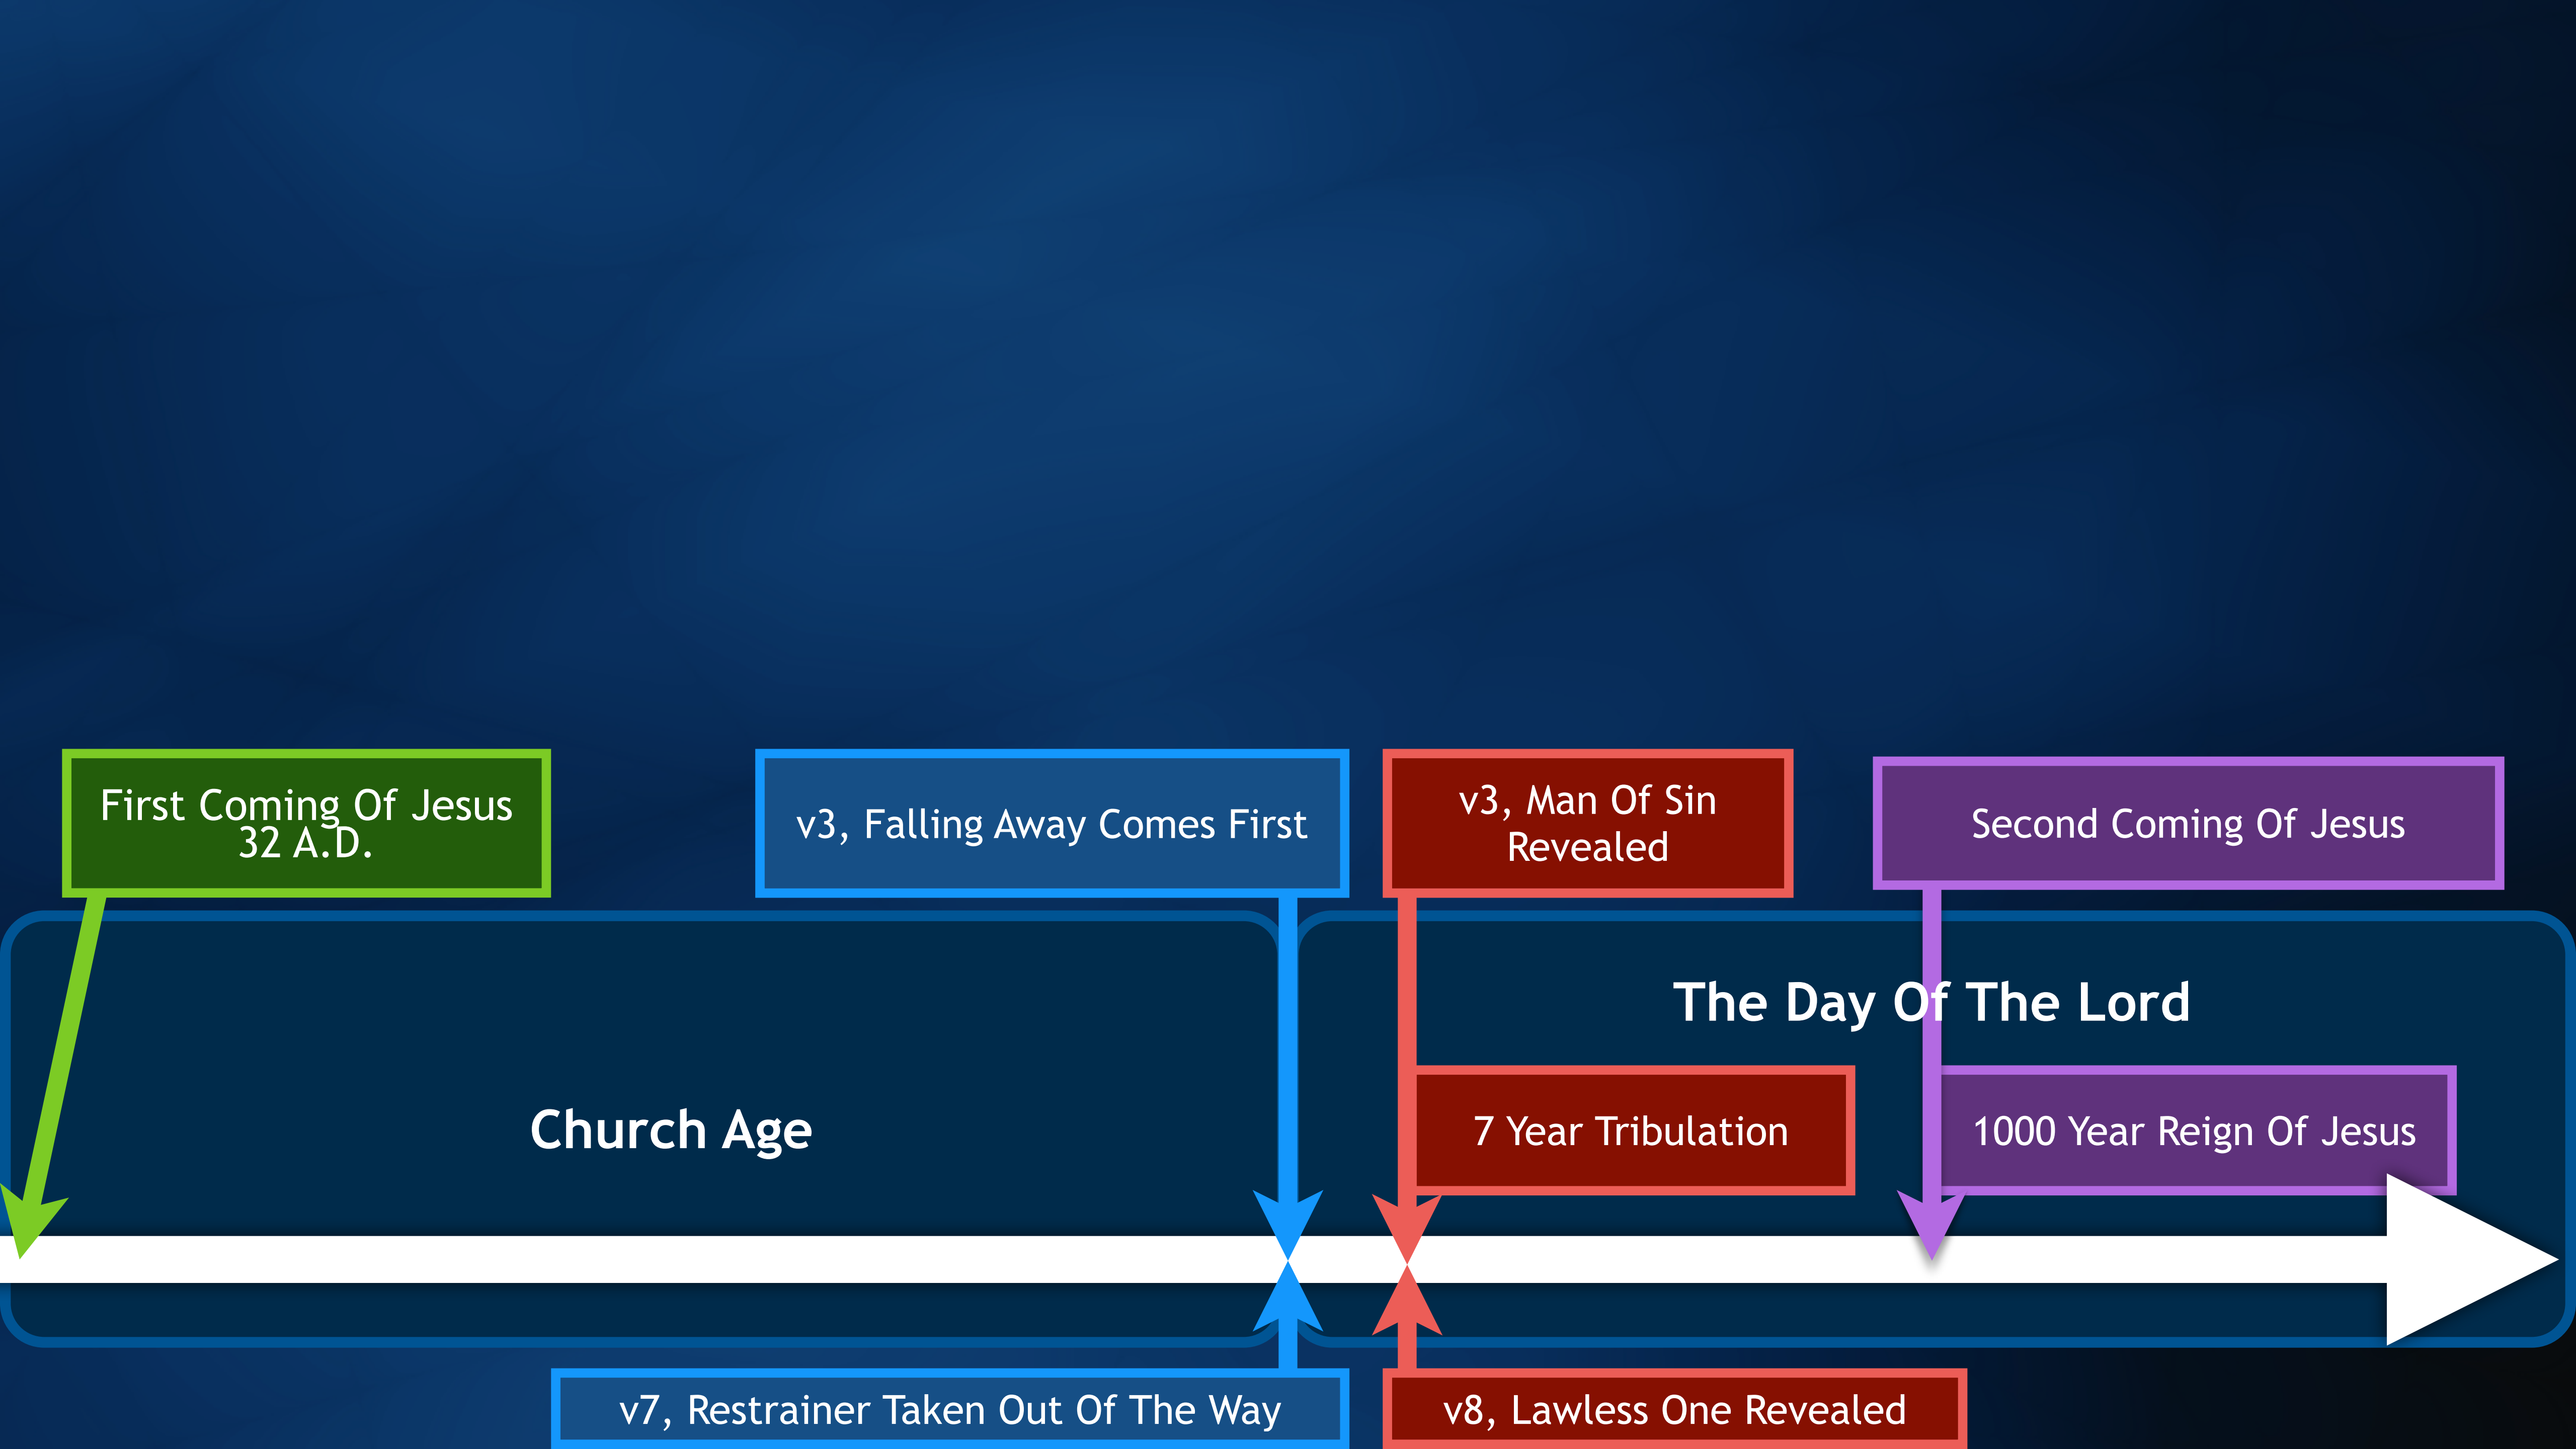 First Coming Of Jesus
32 A.D.
v3, Falling Away Comes First
v3, Man Of Sin
Revealed
Second Coming Of Jesus
The Day Of The Lord
Church Age
7 Year Tribulation
1000 Year Reign Of Jesus
v7, Restrainer Taken Out Of The Way
v8, Lawless One Revealed